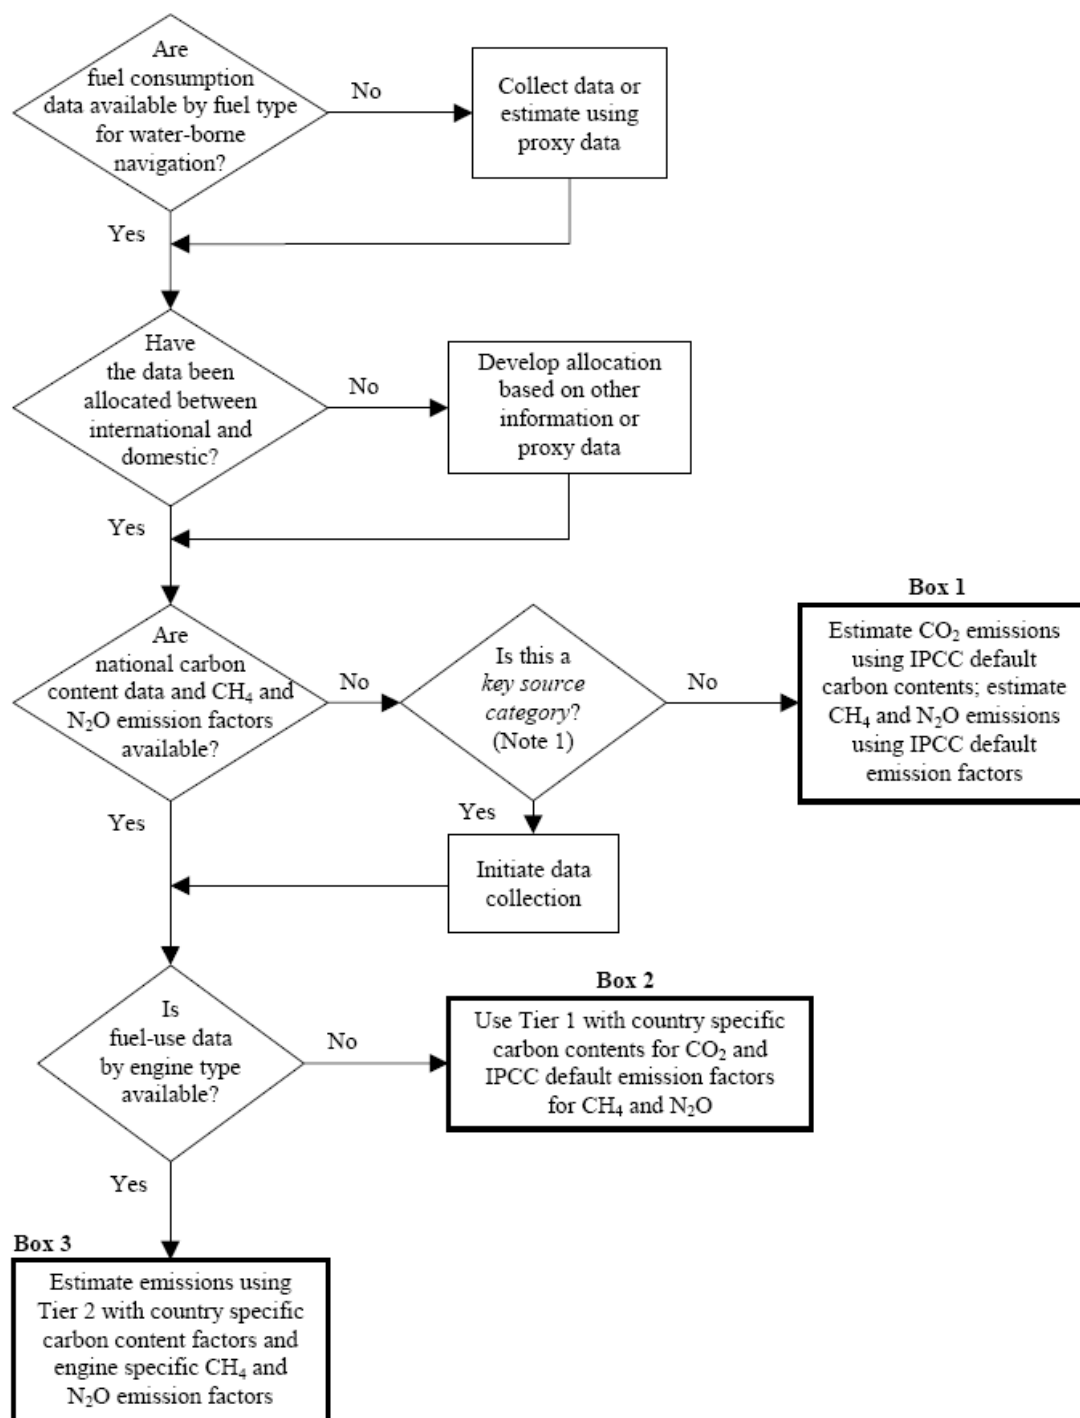 Are
fuel consumption
data available by fuel type
for water-borne
navigation?
No
Collect data or
estimate using
proxy data
Yes
Have
the data been
allocated between
international and
domestic?
No
Develop allocation
based on other
information or
proxy data
Yes
Are
national carbon
content data and CH₄ and
N₂O emission factors
available?
No
Is this a
key source
category?
(Note 1)
No
Box 1
Estimate CO₂ emissions
using IPCC default
carbon contents; estimate
CH₄ and N₂O emissions
using IPCC default
emission factors
Yes
Yes
Initiate data
collection
Is
fuel-use data
by engine type
available?
No
Box 2
Use Tier 1 with country specific
carbon contents for CO₂ and
IPCC default emission factors
for CH₄ and N₂O
Yes
Box 3
Estimate emissions using
Tier 2 with country specific
carbon content factors and
engine specific CH₄ and
N₂O emission factors